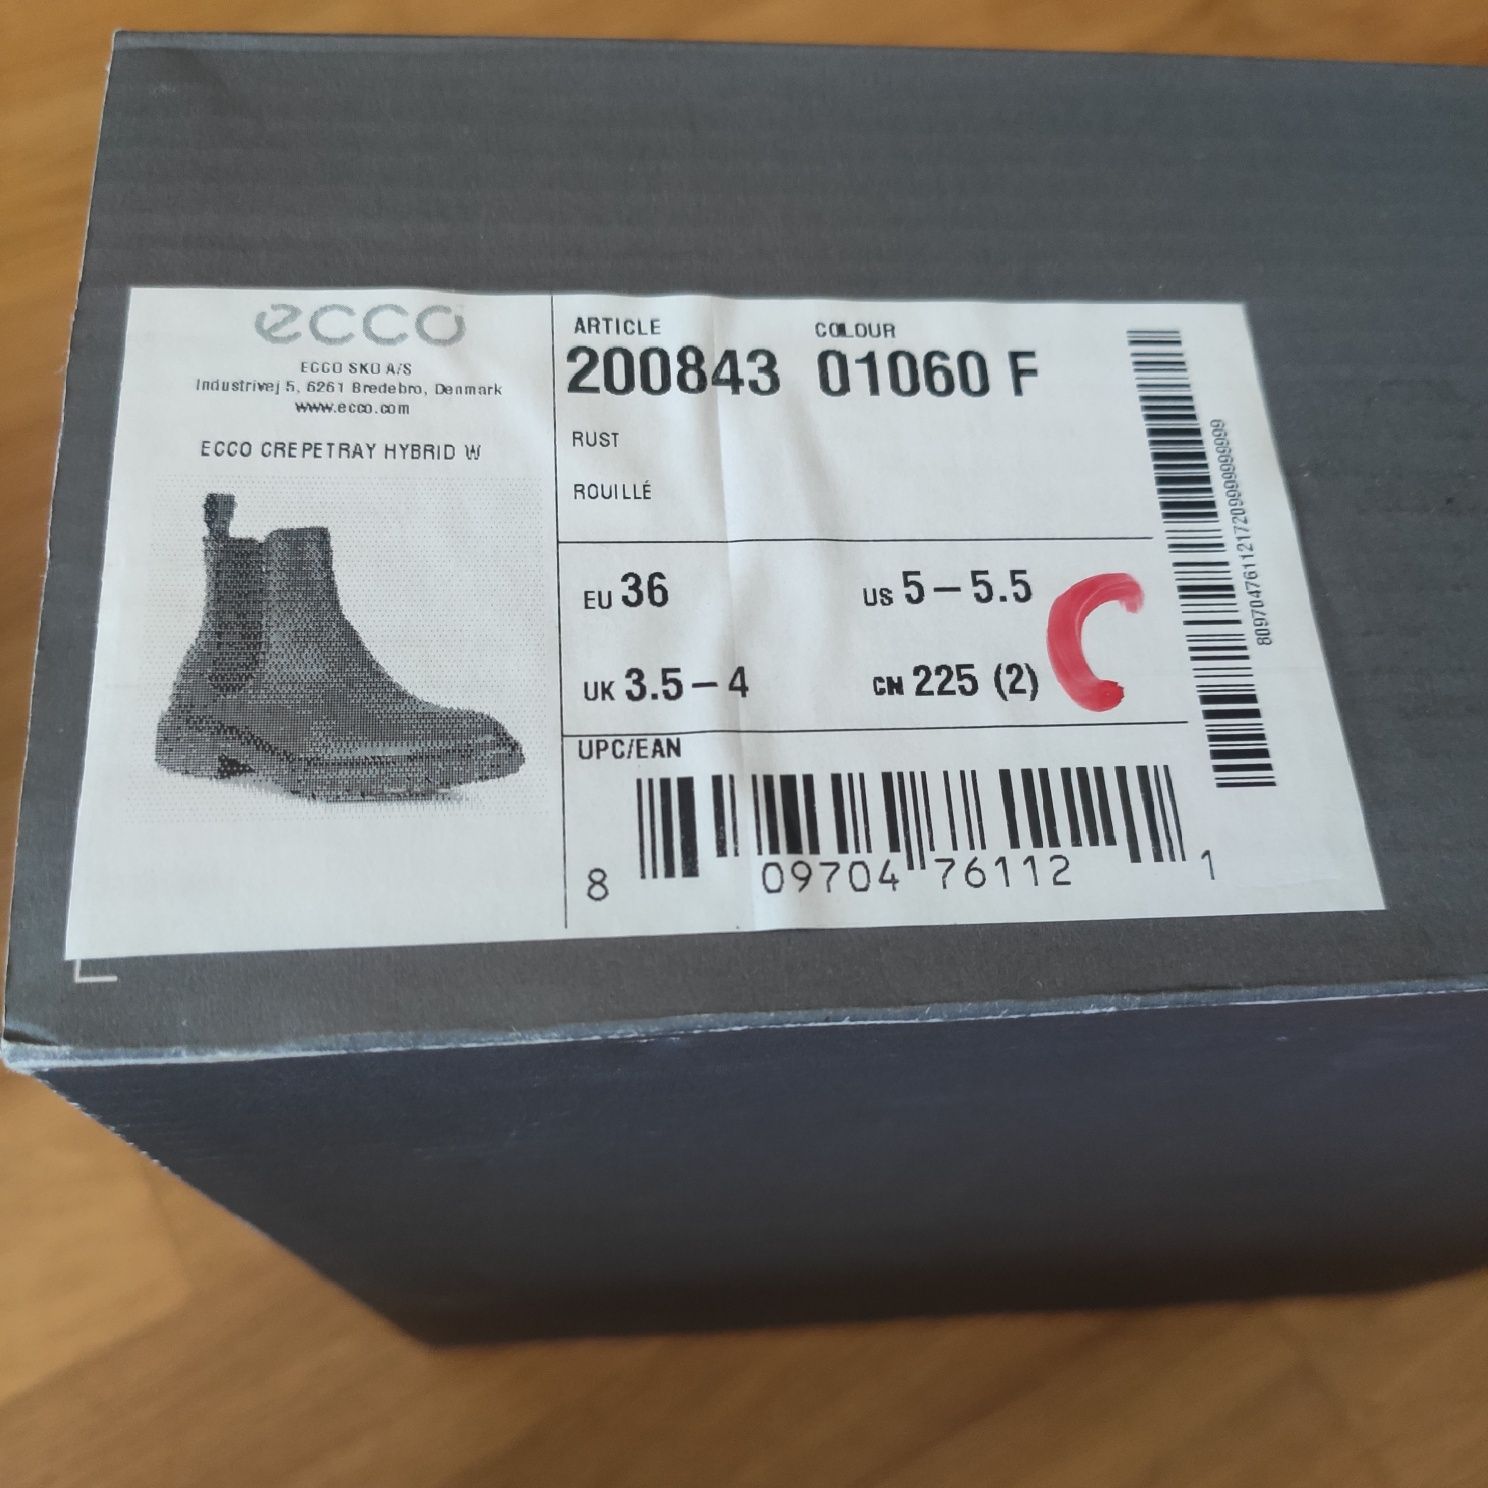 ecco
ECCO SKO A/S
Industrivej 5, 6261 Bredebro, Denmark
www.ecco.com
ECCO CREPETRAY HYBRID W
ARTICLE COLOUR
200843 01060 F
RUST
ROUILLÉ
EU 36 US 5 – 5.5
UK 3.5 – 4 CN 225 (2)
C
UPC/EAN
8 09704 76112 1